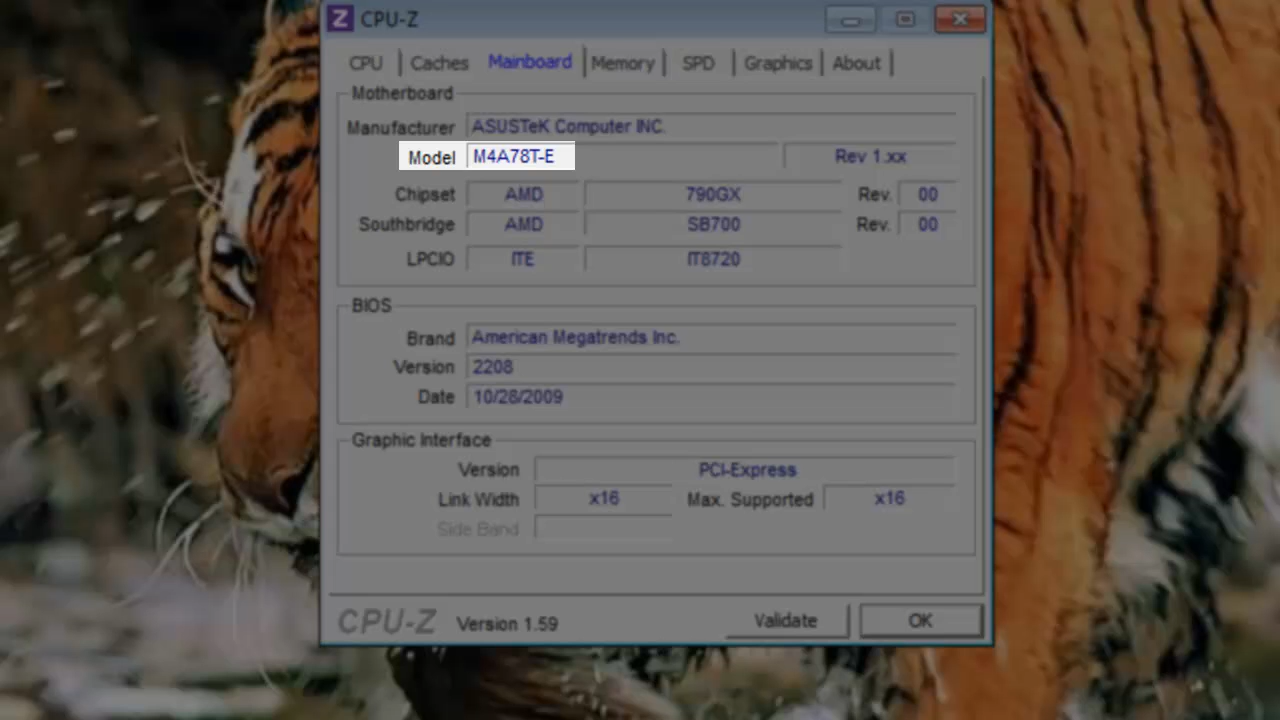 Z CPU-Z
CPU Caches Mainboard Memory SPD Graphics About
Motherboard
Manufacturer ASUSTeK Computer INC.
Model M4A78T-E Rev 1.xx
Chipset AMD 790GX Rev. 00
Southbridge AMD SB700 Rev. 00
LPCIO ITE IT8720
BIOS
Brand American Megatrends Inc.
Version 2208
Date 10/28/2009
Graphic Interface
Version PCI-Express
Link Width x16 Max. Supported x16
Side Band
CPU-Z Version 1.59 Validate OK